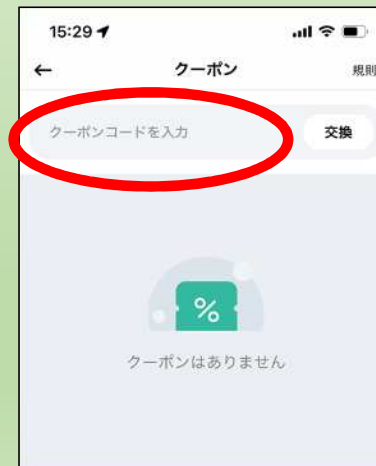 15:29
← クーポン 規則
クーポンコードを入力 交換
%
クーポンはありません